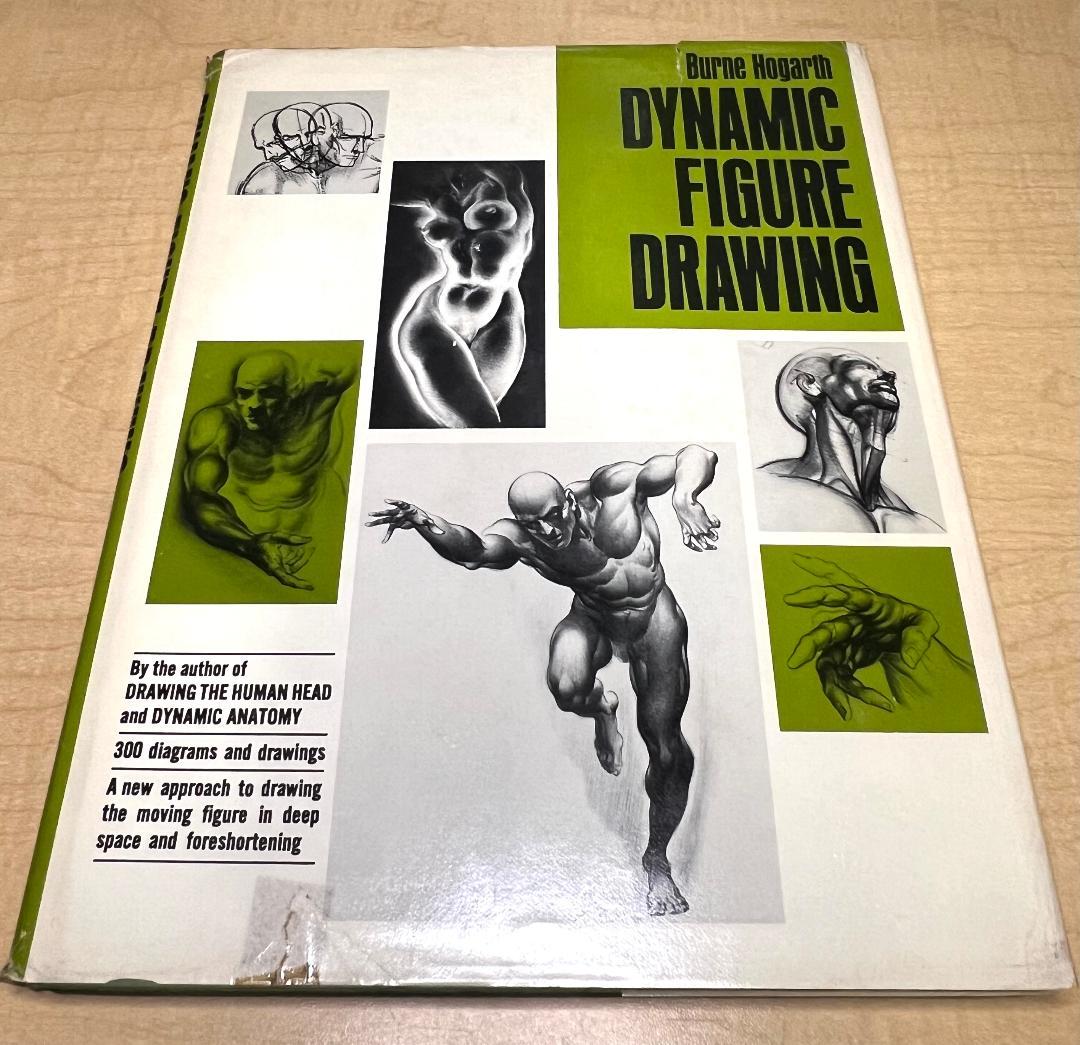 Burne Hogarth
DYNAMIC
FIGURE
DRAWING
By the author of
DRAWING THE HUMAN HEAD
and DYNAMIC ANATOMY
300 diagrams and drawings
A new approach to drawing
the moving figure in deep
space and foreshortening